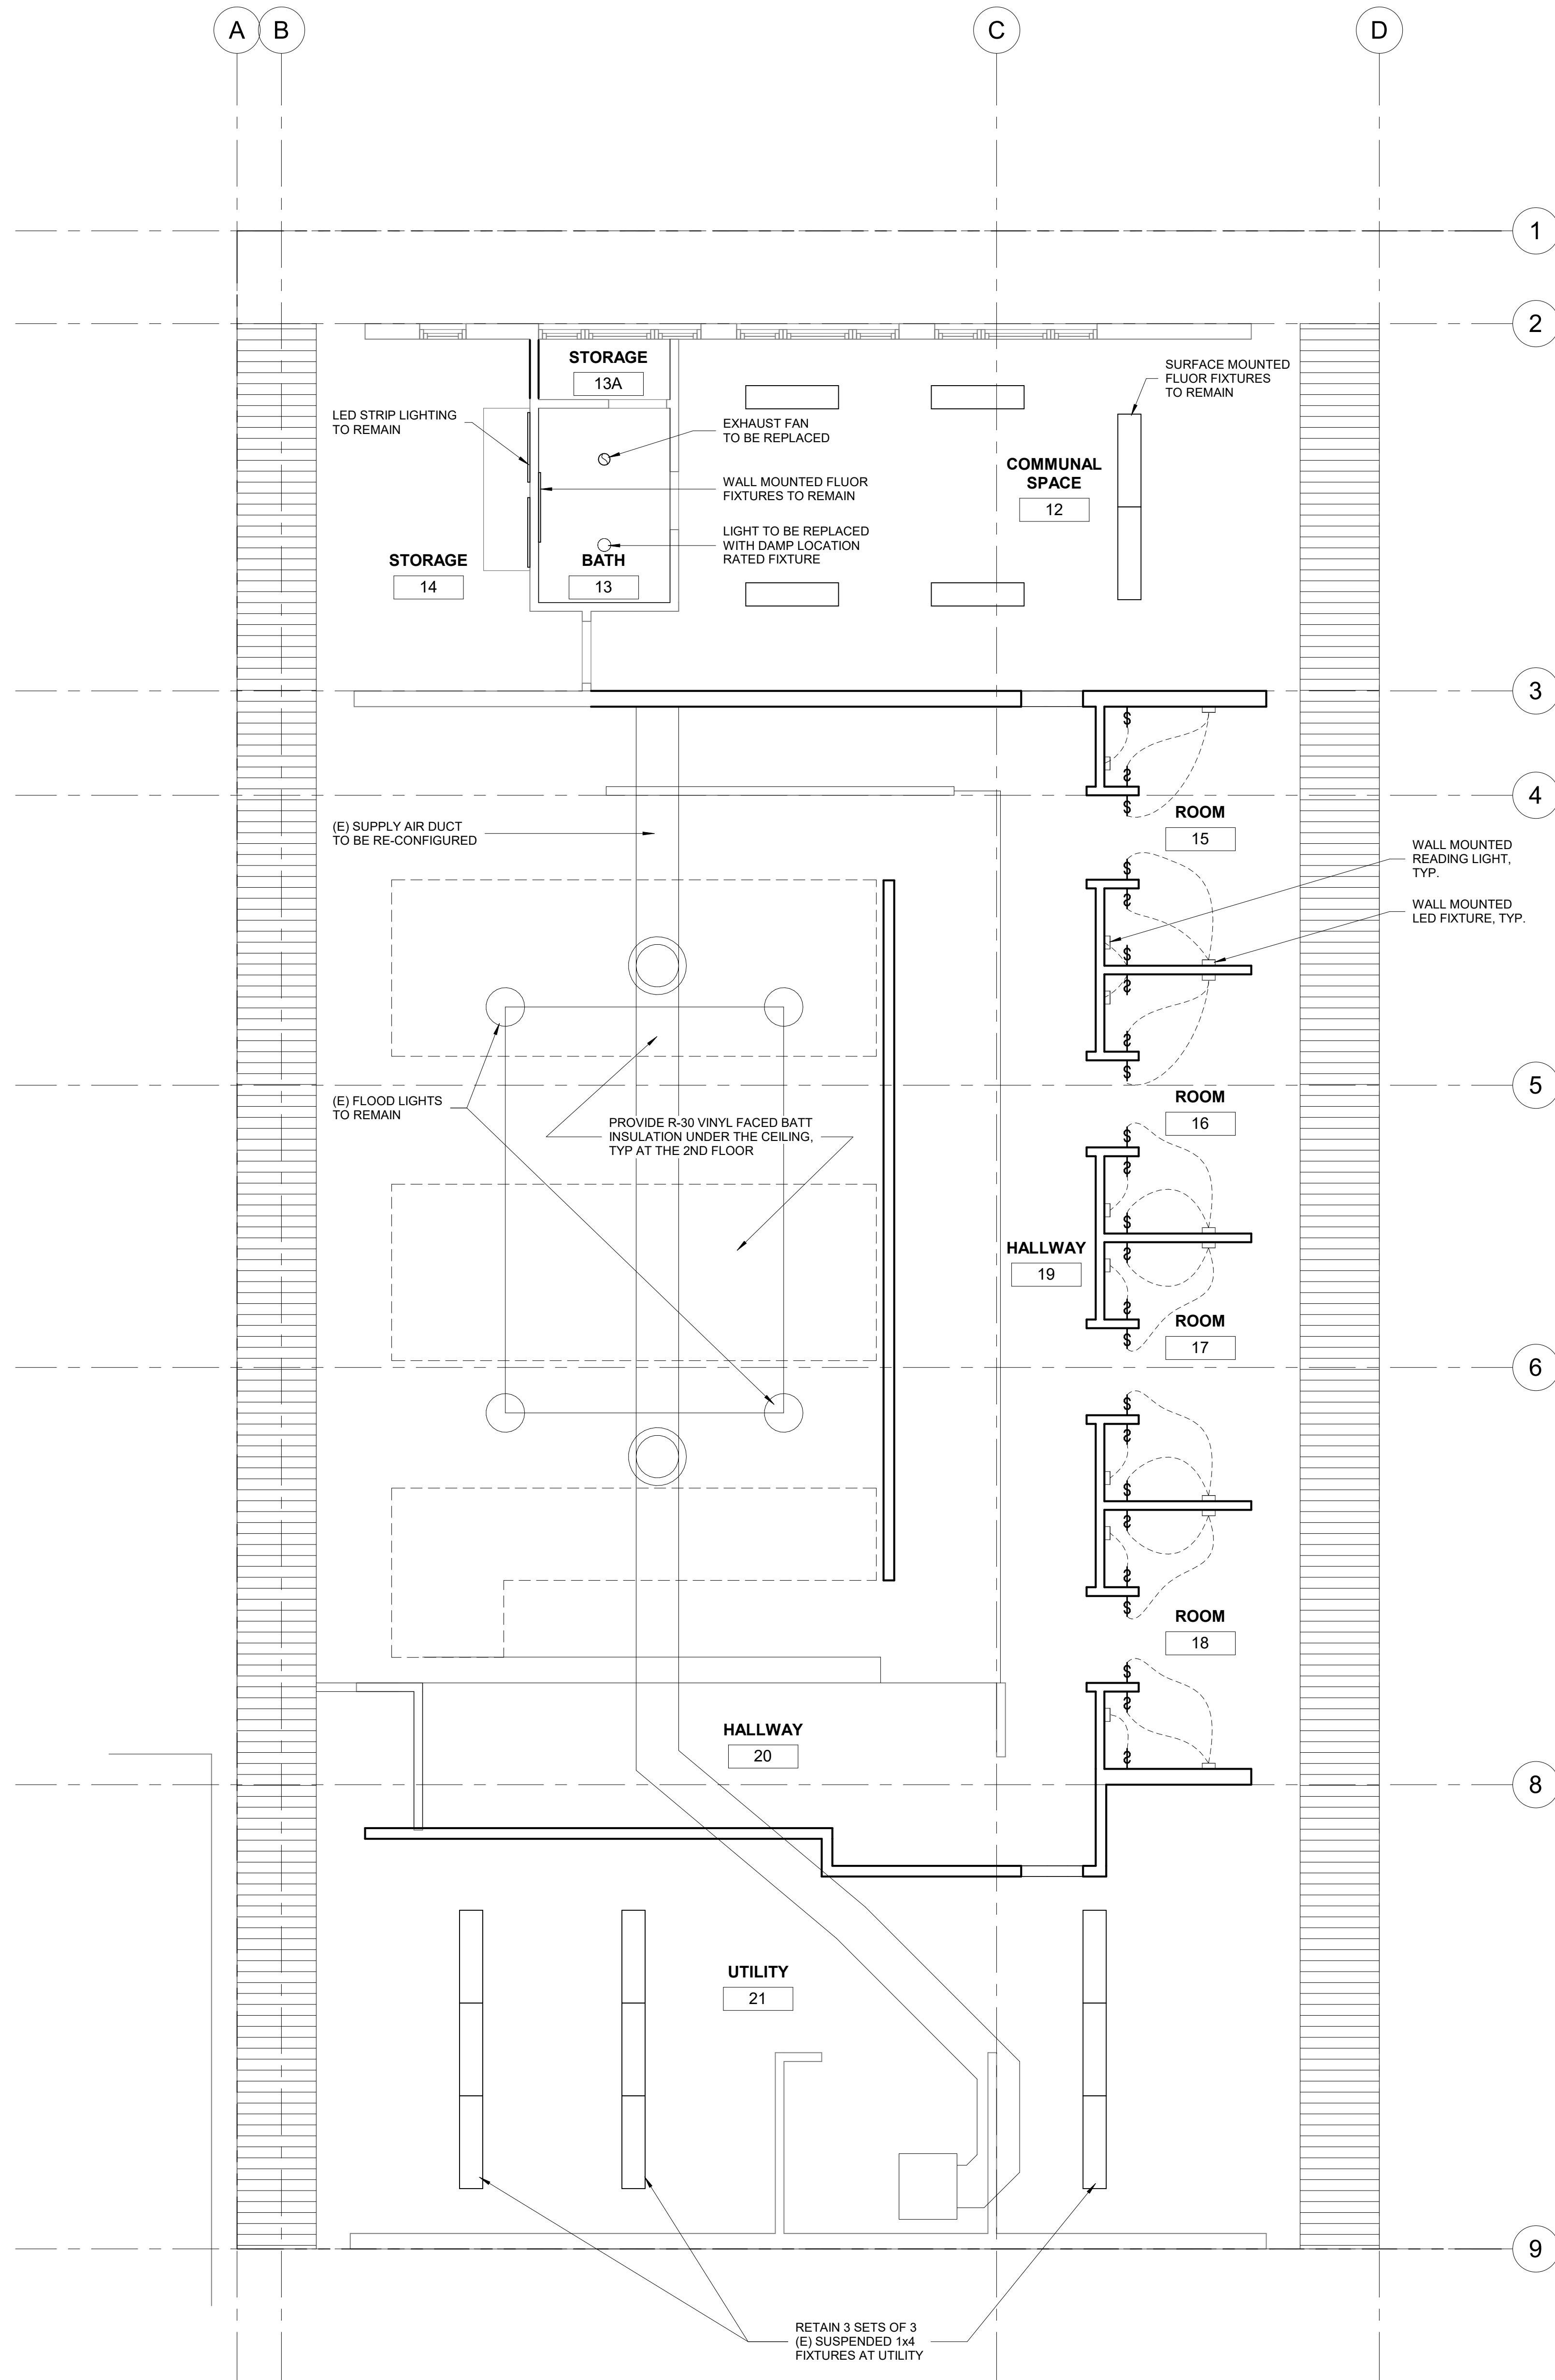 A
B
C
D
1
2
STORAGE
13A
SURFACE MOUNTED
FLUOR FIXTURES
TO REMAIN
LED STRIP LIGHTING
TO REMAIN
EXHAUST FAN
TO BE REPLACED
COMMUNAL
SPACE
12
WALL MOUNTED FLUOR
FIXTURES TO REMAIN
LIGHT TO BE REPLACED
WITH DAMP LOCATION
RATED FIXTURE
STORAGE
14
BATH
13
3
4
ROOM
15
(E) SUPPLY AIR DUCT
TO BE RE-CONFIGURED
WALL MOUNTED
READING LIGHT,
TYP.
WALL MOUNTED
LED FIXTURE, TYP.
5
(E) FLOOD LIGHTS
TO REMAIN
PROVIDE R-30 VINYL FACED BATT
INSULATION UNDER THE CEILING,
TYP AT THE 2ND FLOOR
ROOM
16
HALLWAY
19
ROOM
17
6
ROOM
18
HALLWAY
20
8
UTILITY
21
9
RETAIN 3 SETS OF 3
(E) SUSPENDED 1x4
FIXTURES AT UTILITY